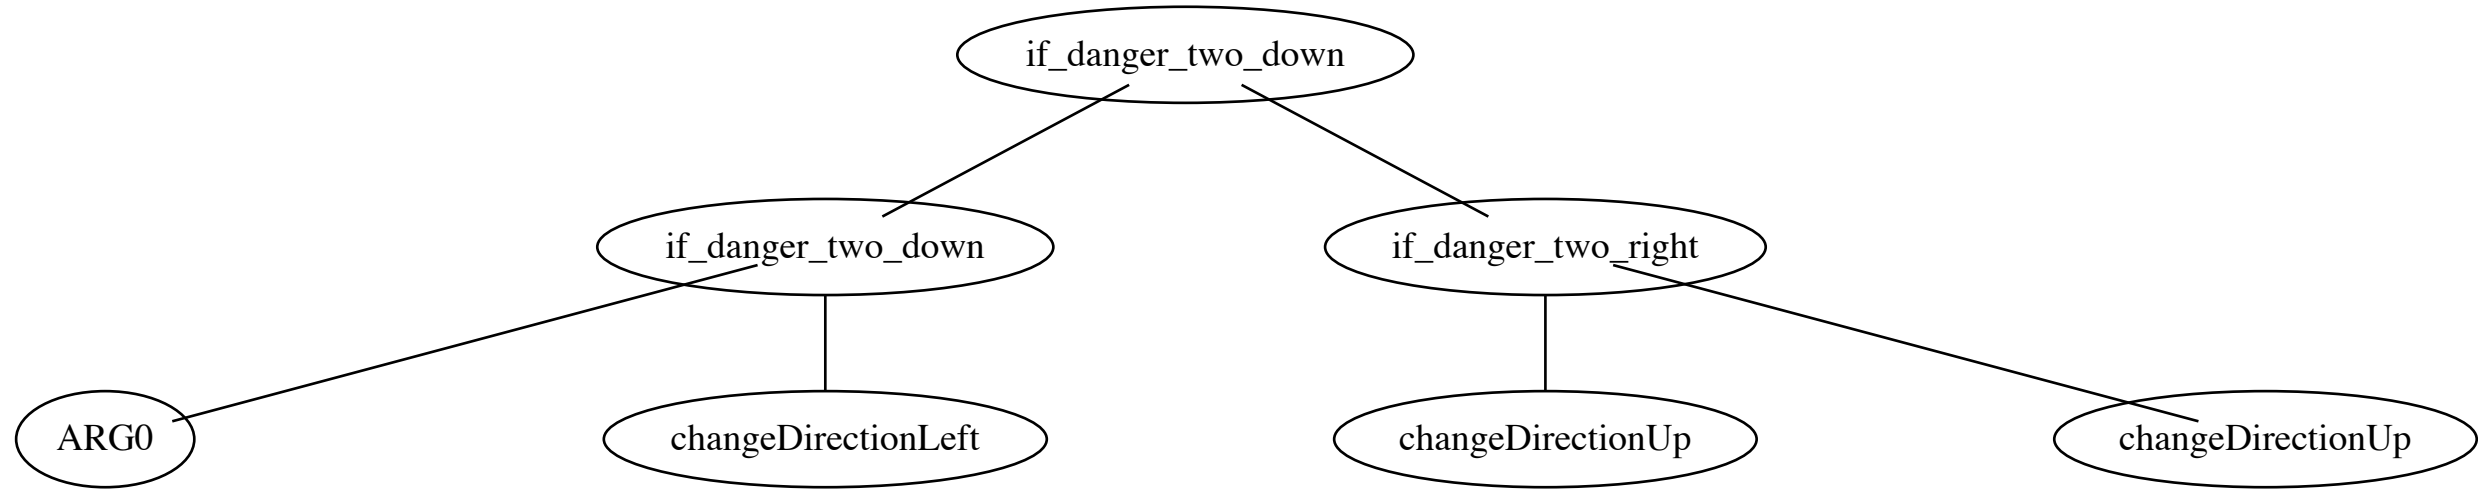 if_danger_two_down
if_danger_two_down
if_danger_two_right
ARG0
changeDirectionLeft
changeDirectionUp
changeDirectionUp